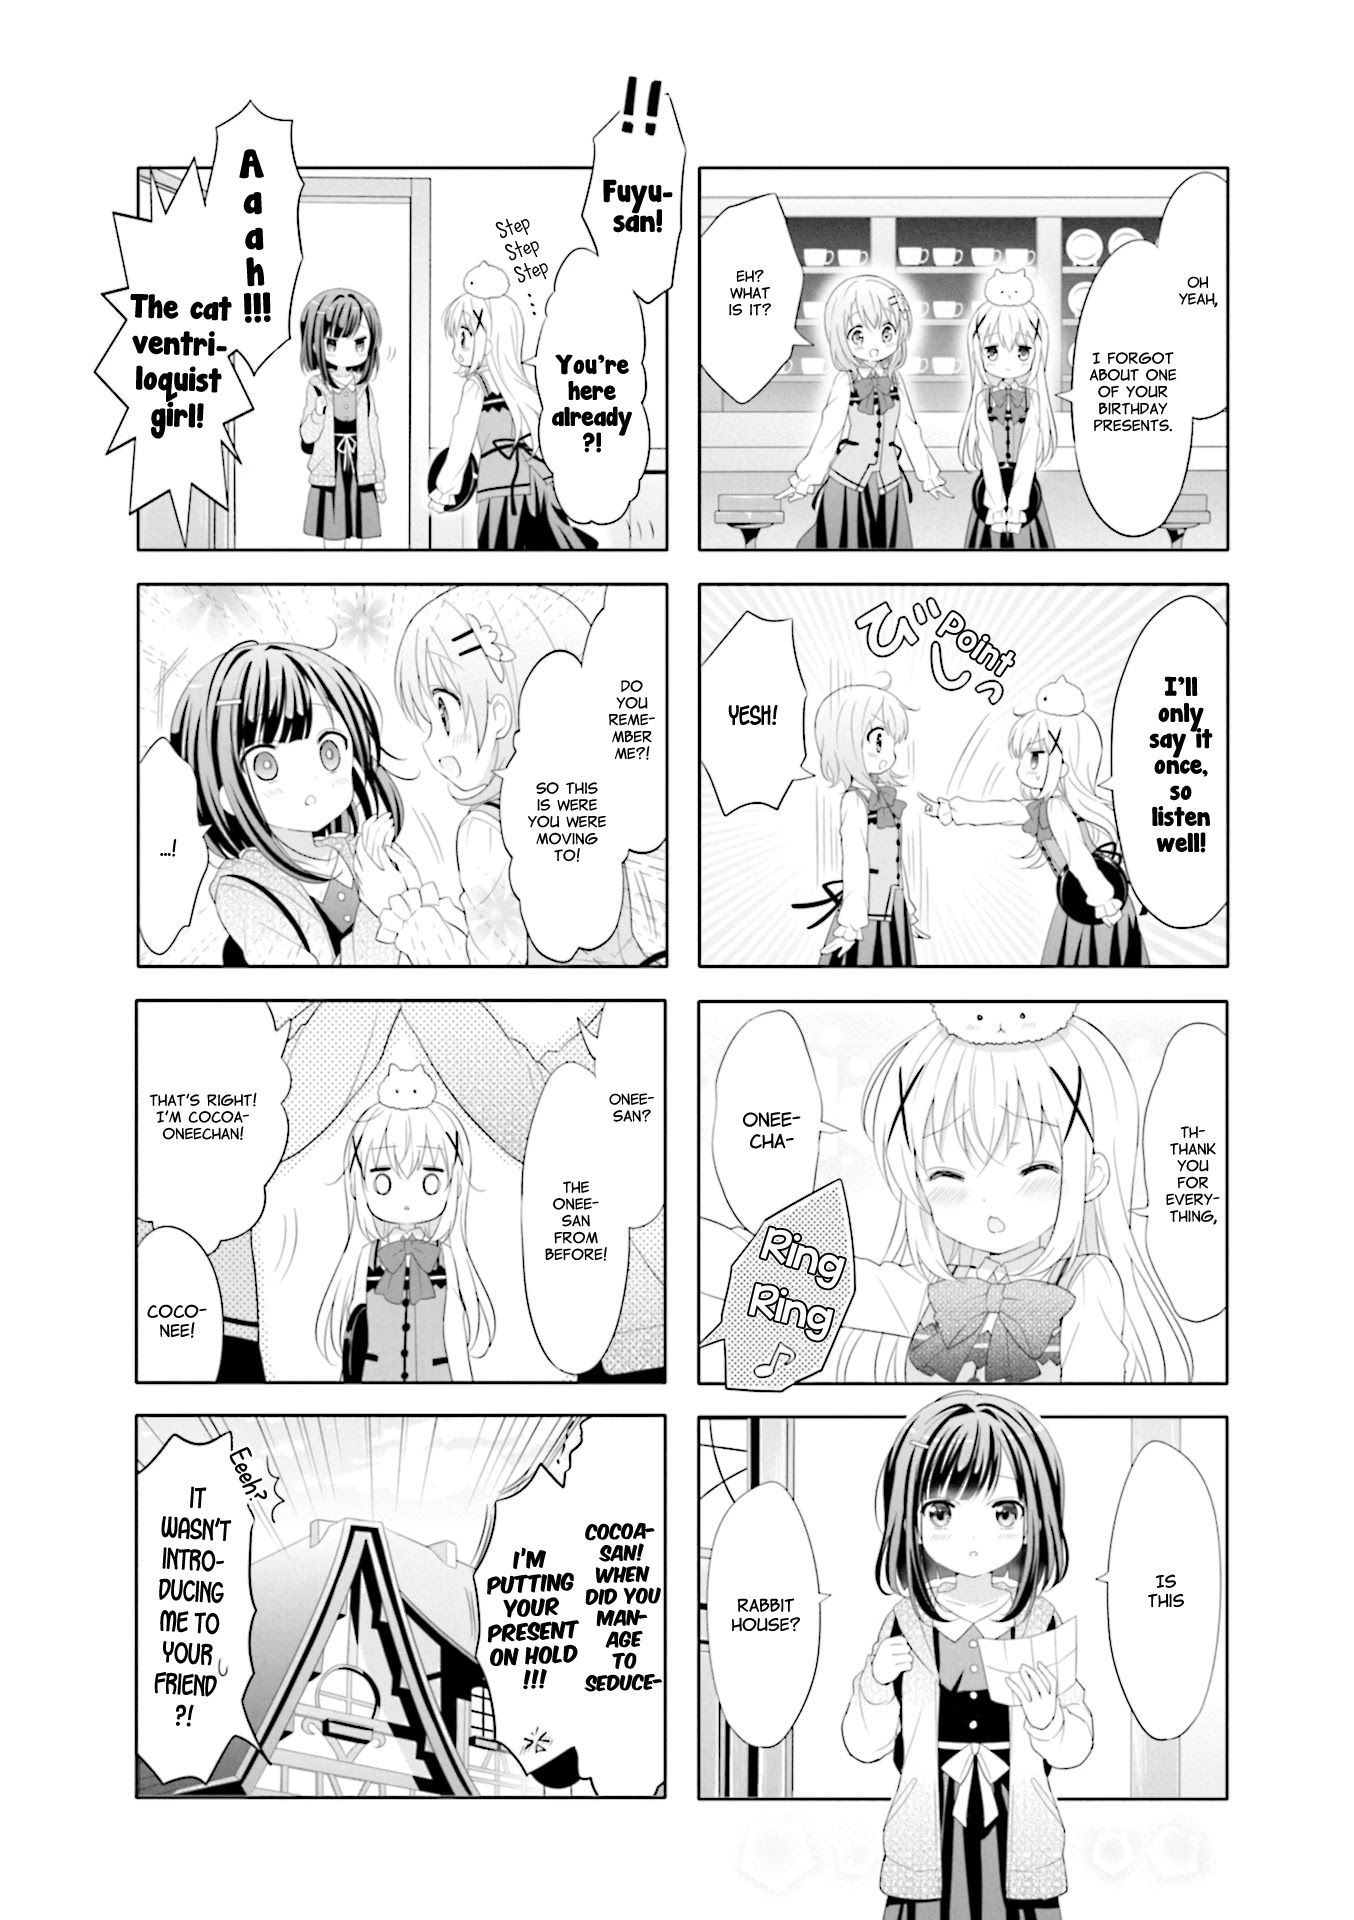 OH
YEAH,
I FORGOT
ABOUT ONE
OF YOUR
BIRTHDAY
PRESENTS.
EH?
WHAT
IS IT?
I'll
only
say it
once,
so
listen
well!
びしっ
Point
YESH!
TH-
THANK
YOU
FOR
EVERY-
THING,
ONEE-
CHA-
Ring
Ring
♪
IS
THIS
RABBIT
HOUSE?
!!
Fuyu-
san!
You're
here
already
?!
Step
Step
Step
...
Aaah!!!
The cat
ventri-
loquist
girl!
DO
YOU
REME-
MBER
ME?!
SO THIS
IS WERE
YOU WERE
MOVING
TO!
...!
ONEE-
SAN?
THE
ONEE-
SAN
FROM
BEFORE!
THAT'S RIGHT!
I'M COCOA-
ONEECHAN!
COCO-
NEE!
COCOA-
SAN! WHEN
DID YOU
MAN-
AGE
TO
SEDUCE-
I'M
PUTTING
YOUR
PRESENT
ON HOLD
!!!
Eeeh?
IT
WASN'T
INTRO-
DUCING
ME TO
YOUR
FRIEND
?!